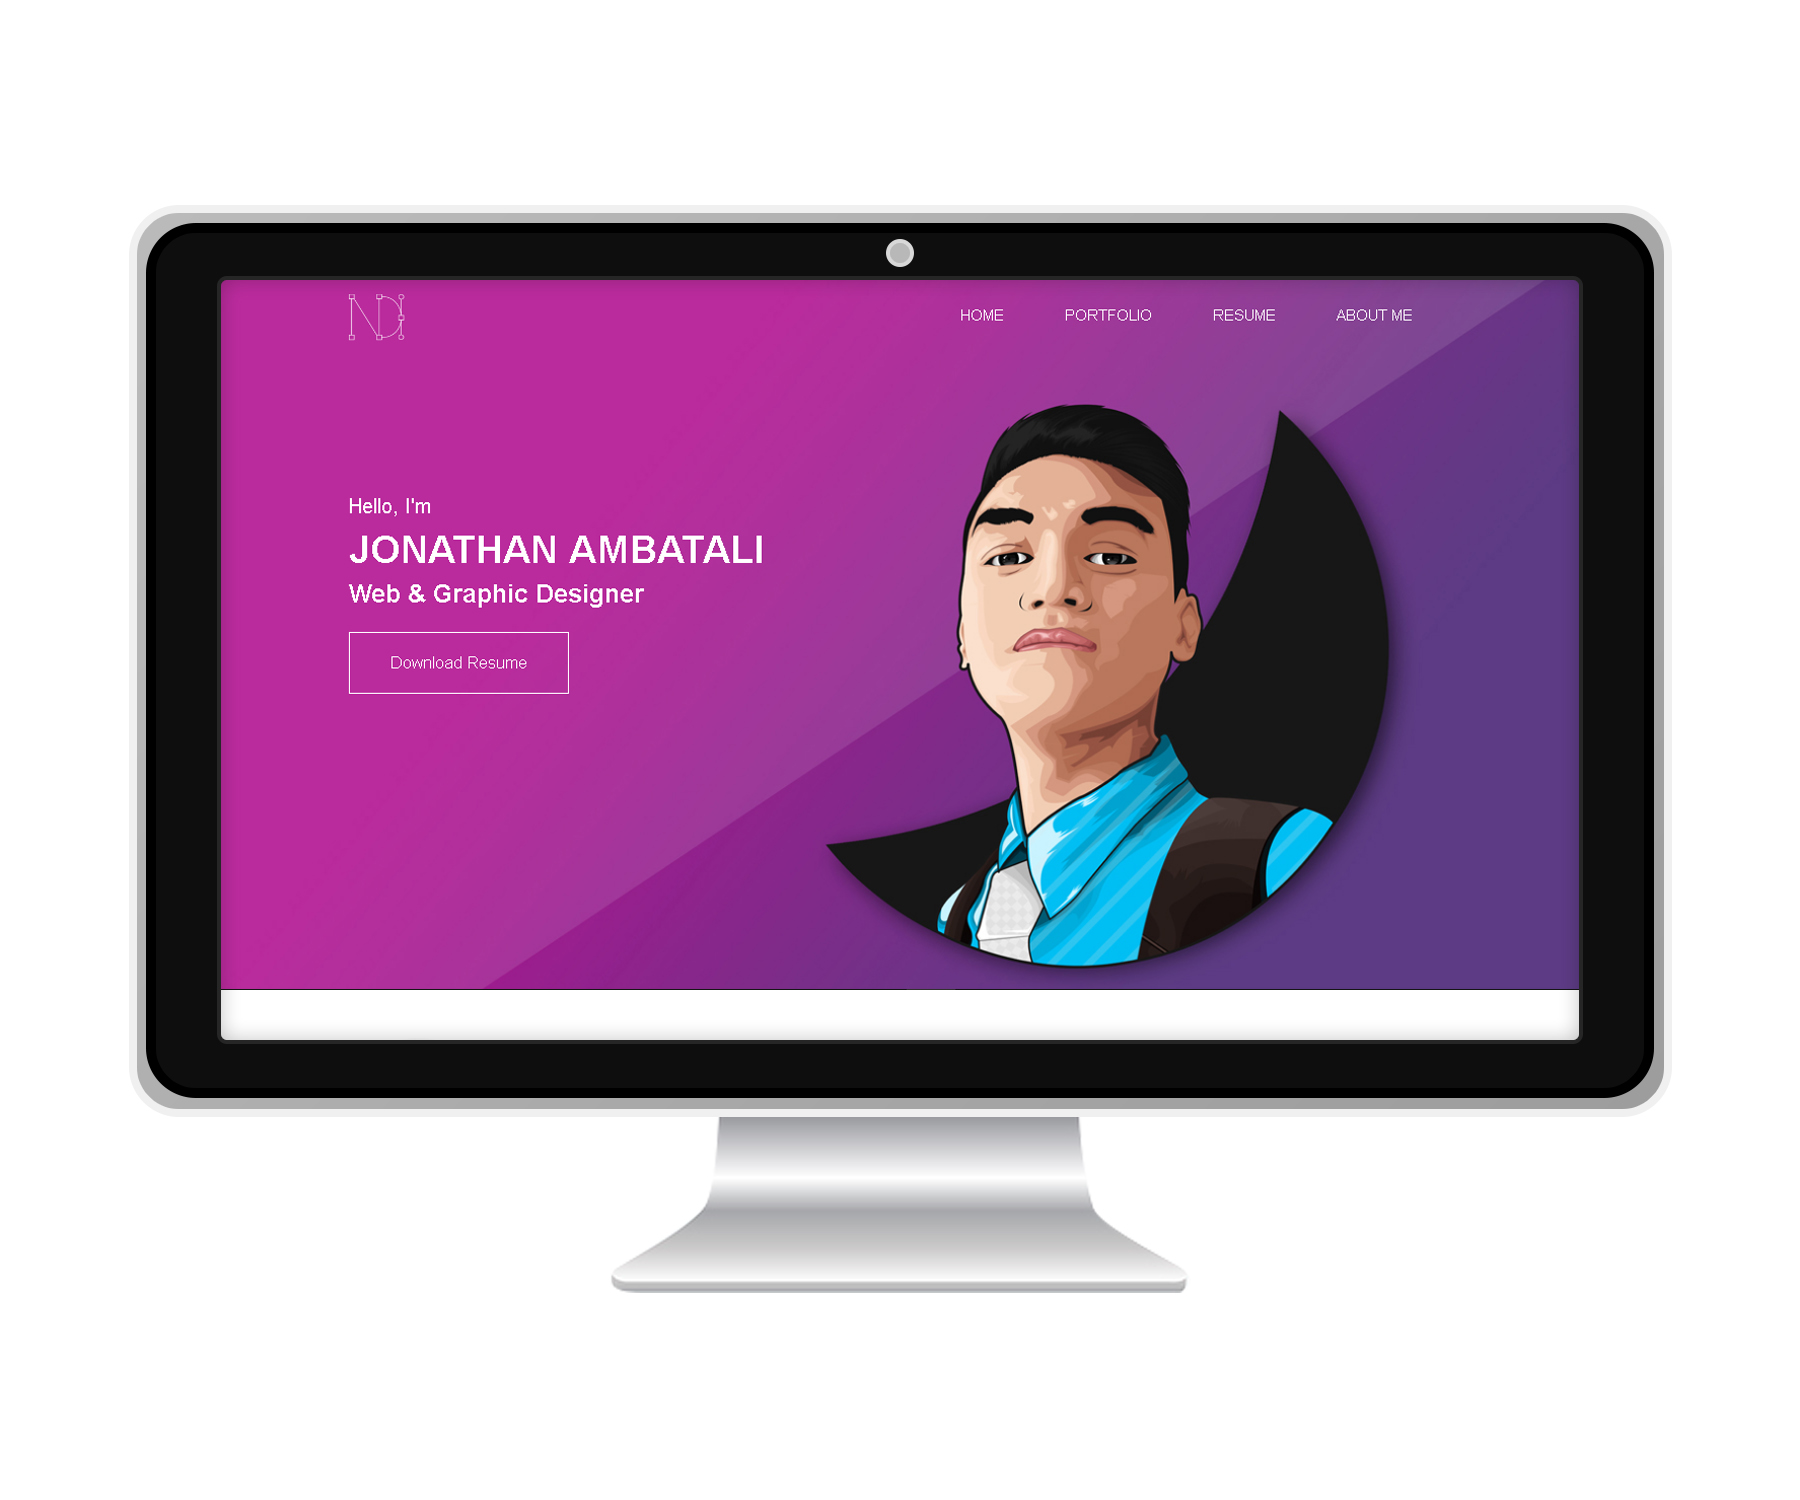 ND
HOME PORTFOLIO RESUME ABOUT ME
Hello, I'm
JONATHAN AMBATALI
Web & Graphic Designer
Download Resume